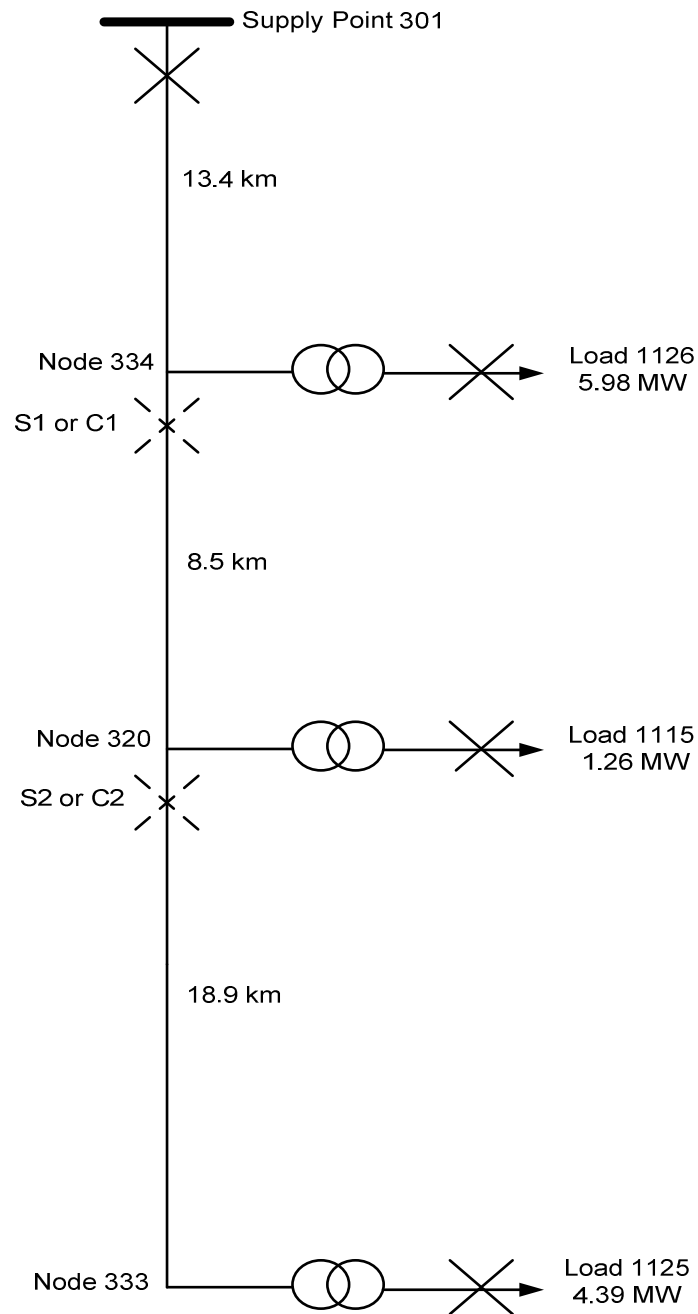 Supply Point 301
13.4 km
Node 334
Load 1126
5.98 MW
S1 or C1
8.5 km
Node 320
Load 1115
1.26 MW
S2 or C2
18.9 km
Node 333
Load 1125
4.39 MW